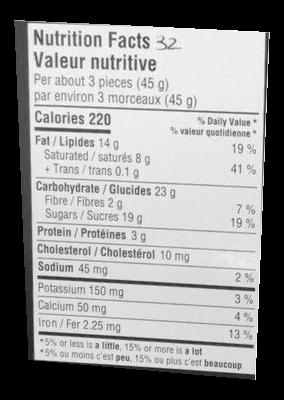 Nutrition Facts 32
Valeur nutritive
Per about 3 pieces (45 g)
par environ 3 morceaux (45 g)
Calories 220
% Daily Value *
% valeur quotidienne *
Fat / Lipides 14 g 19 %
Saturated / saturés 8 g
+ Trans / trans 0.1 g 41 %
Carbohydrate / Glucides 23 g
Fibre / Fibres 2 g 7 %
Sugars / Sucres 19 g 19 %
Protein / Protéines 3 g
Cholesterol / Cholestérol 10 mg
Sodium 45 mg 2 %
Potassium 150 mg 3 %
Calcium 50 mg 4 %
Iron / Fer 2.25 mg 13 %
*5% or less is a little, 15% or more is a lot
*5% ou moins c'est peu, 15% ou plus c'est beaucoup